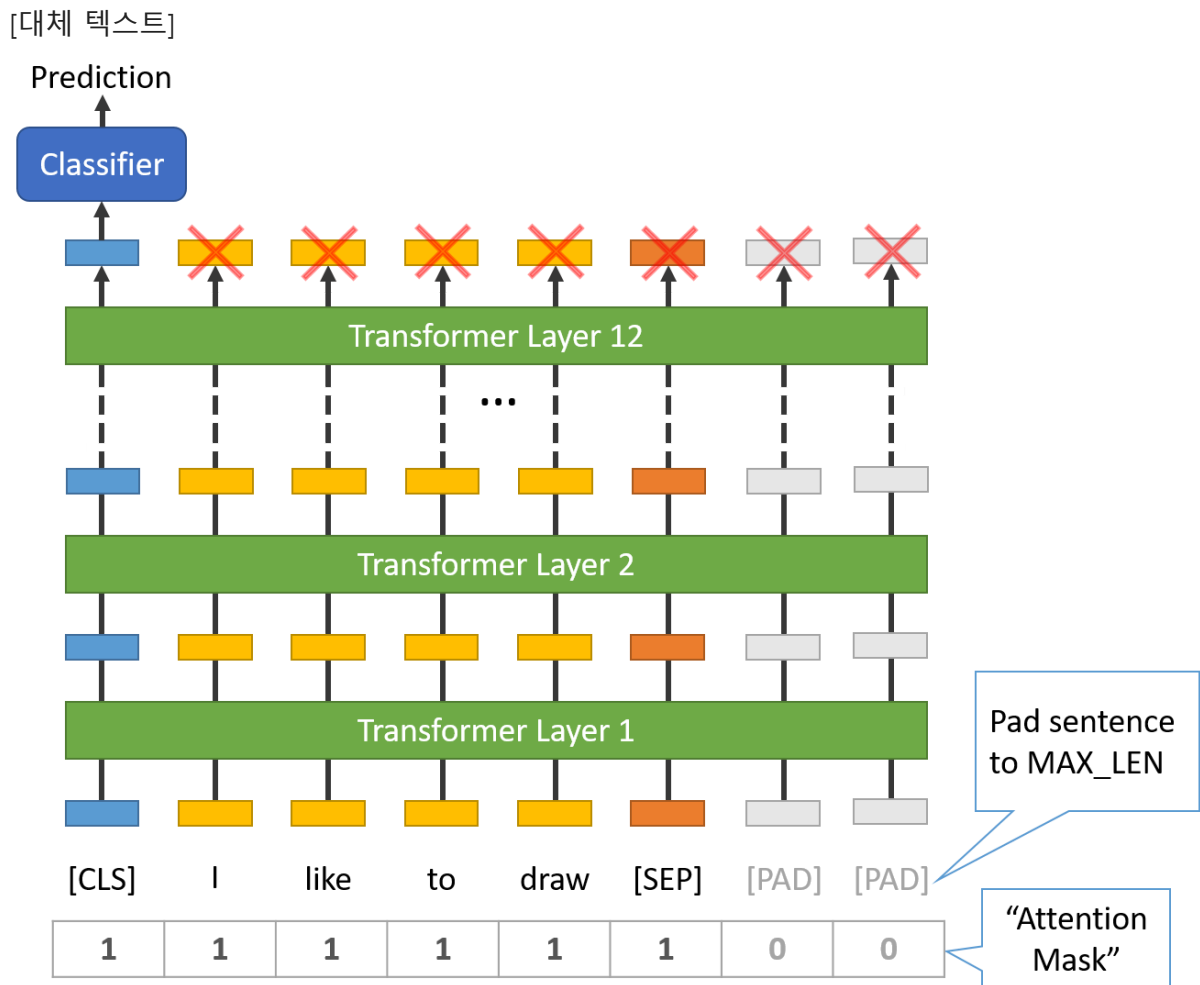 [대체 텍스트]
Prediction
Classifier
Transformer Layer 12
...
Transformer Layer 2
Transformer Layer 1
Pad sentence
to MAX_LEN
[CLS] I like to draw [SEP] [PAD] [PAD]
1 1 1 1 1 1 0 0
“Attention
Mask”